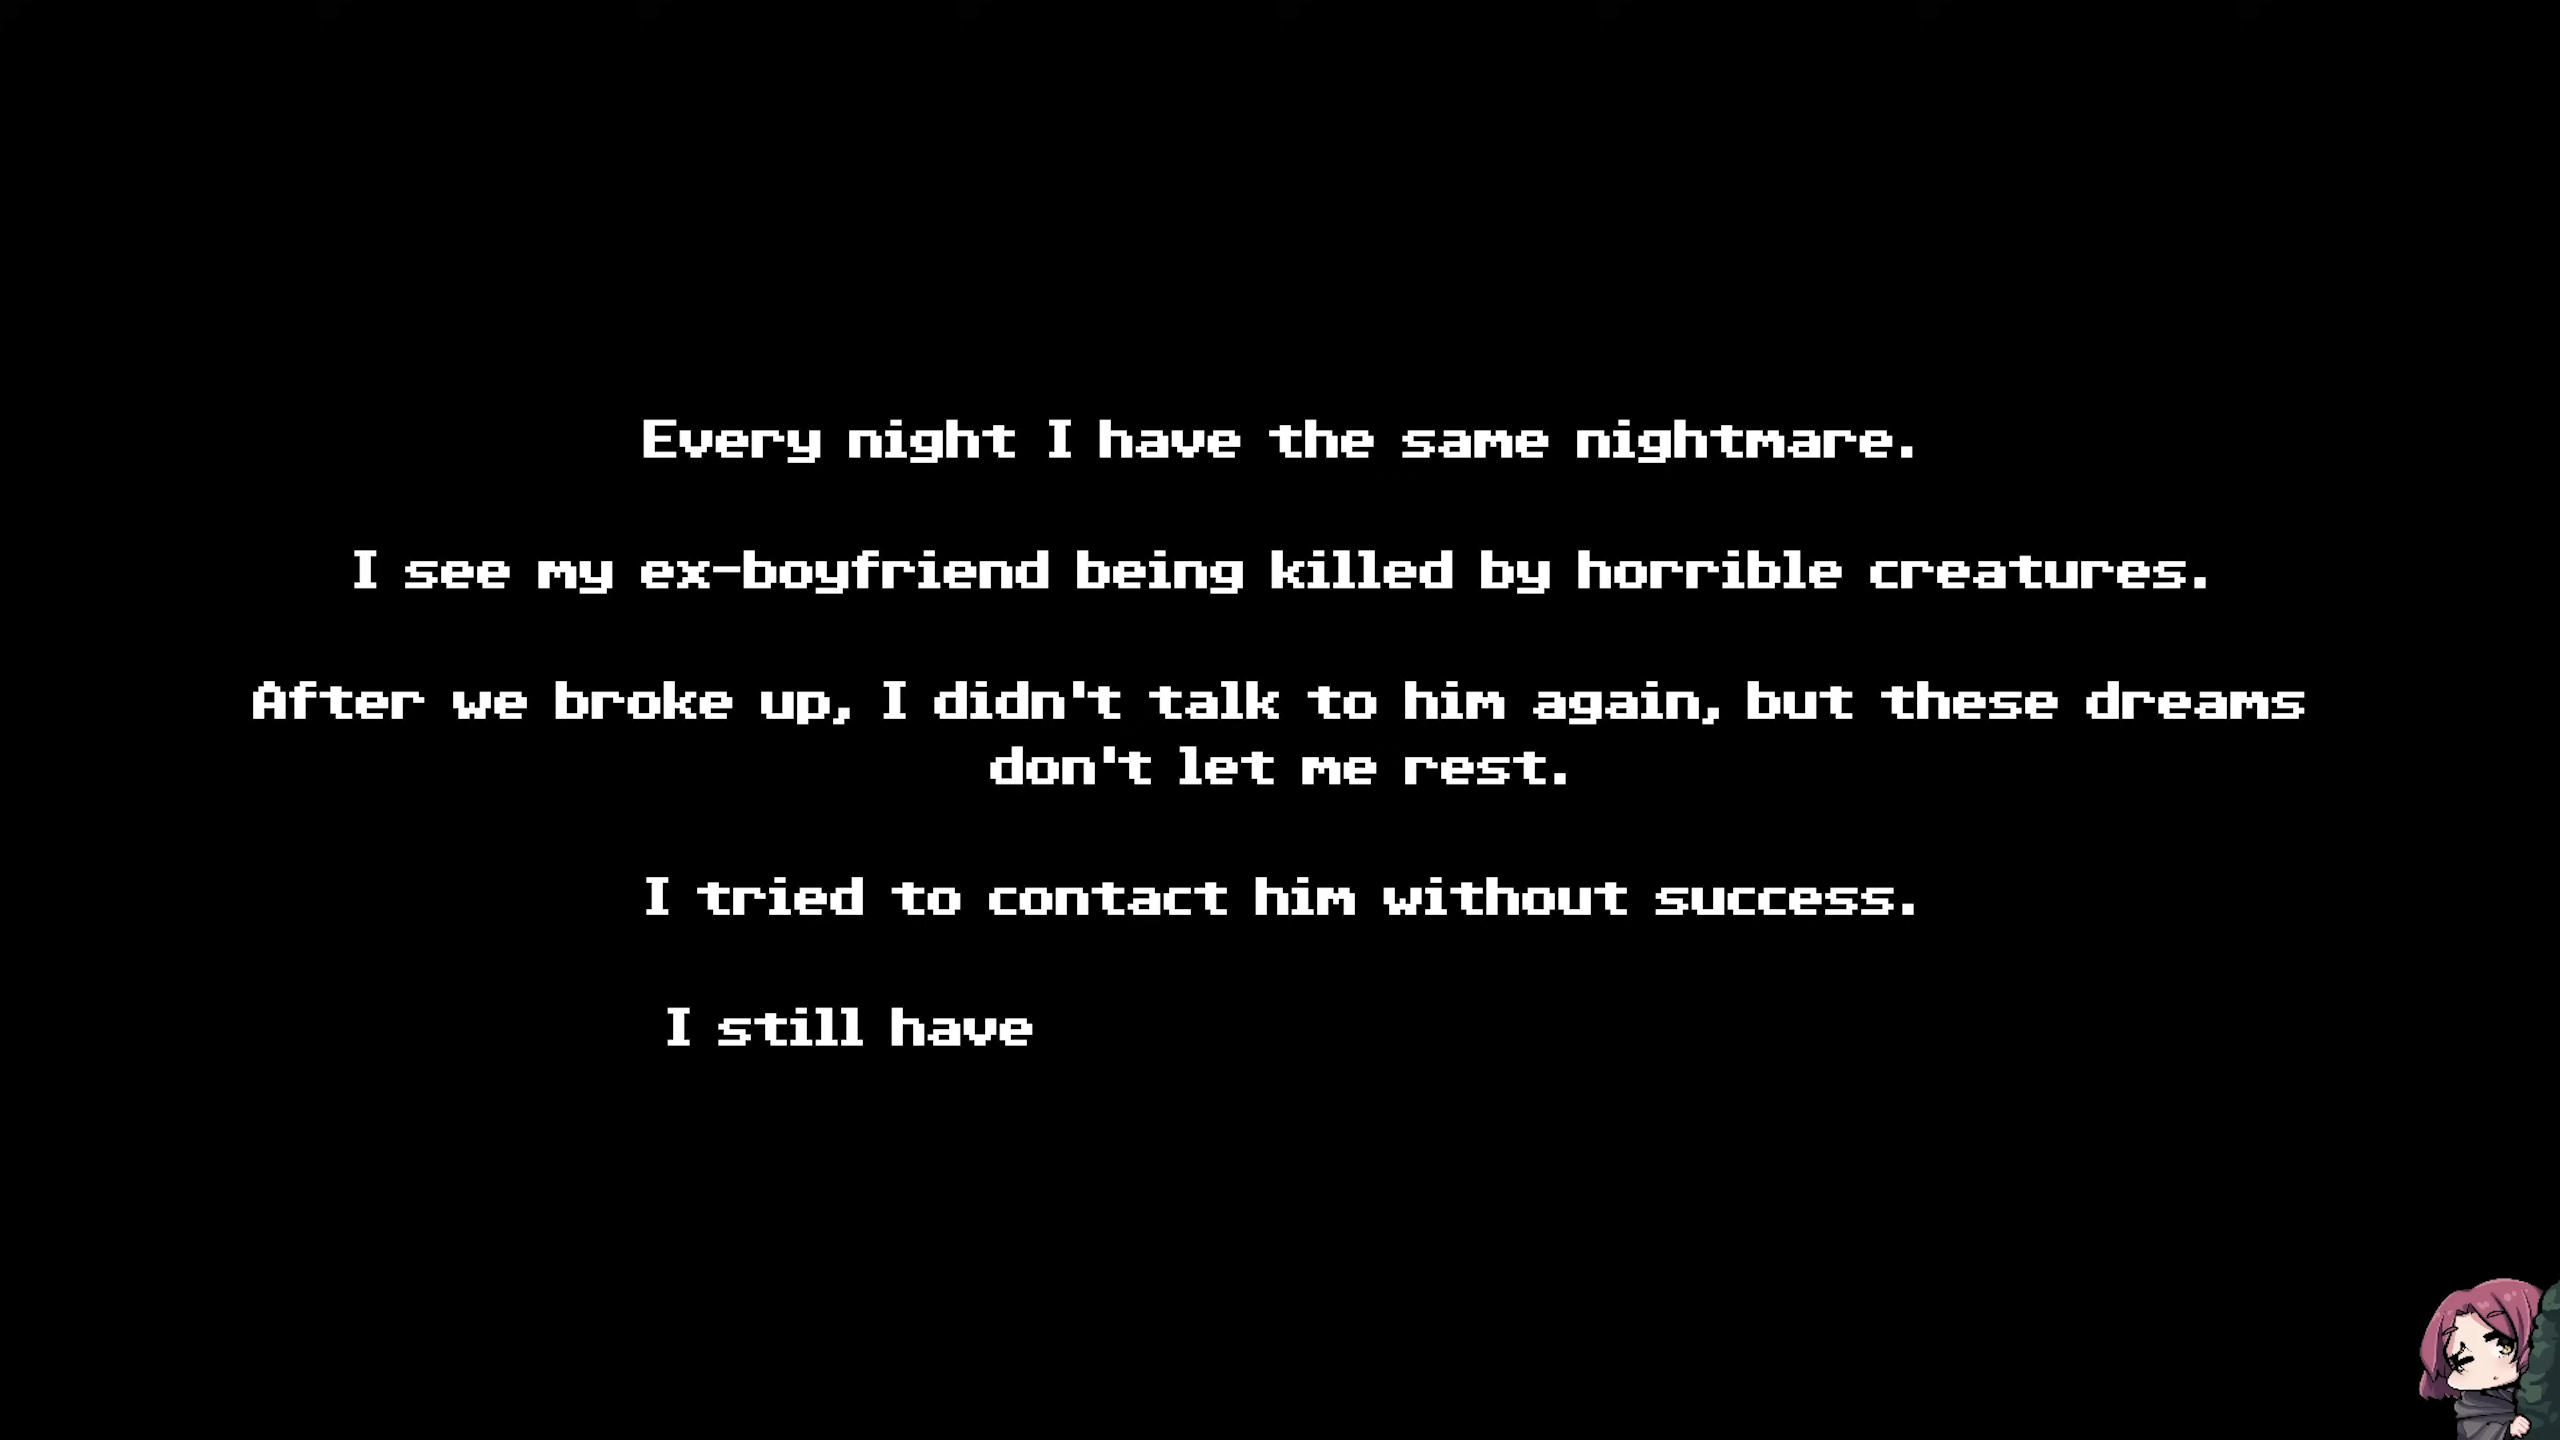 Every night I have the same nightmare.
I see my ex-boyfriend being killed by horrible creatures.
After we broke up, I didn't talk to him again, but these dreams
don't let me rest.
I tried to contact him without success.
I still have